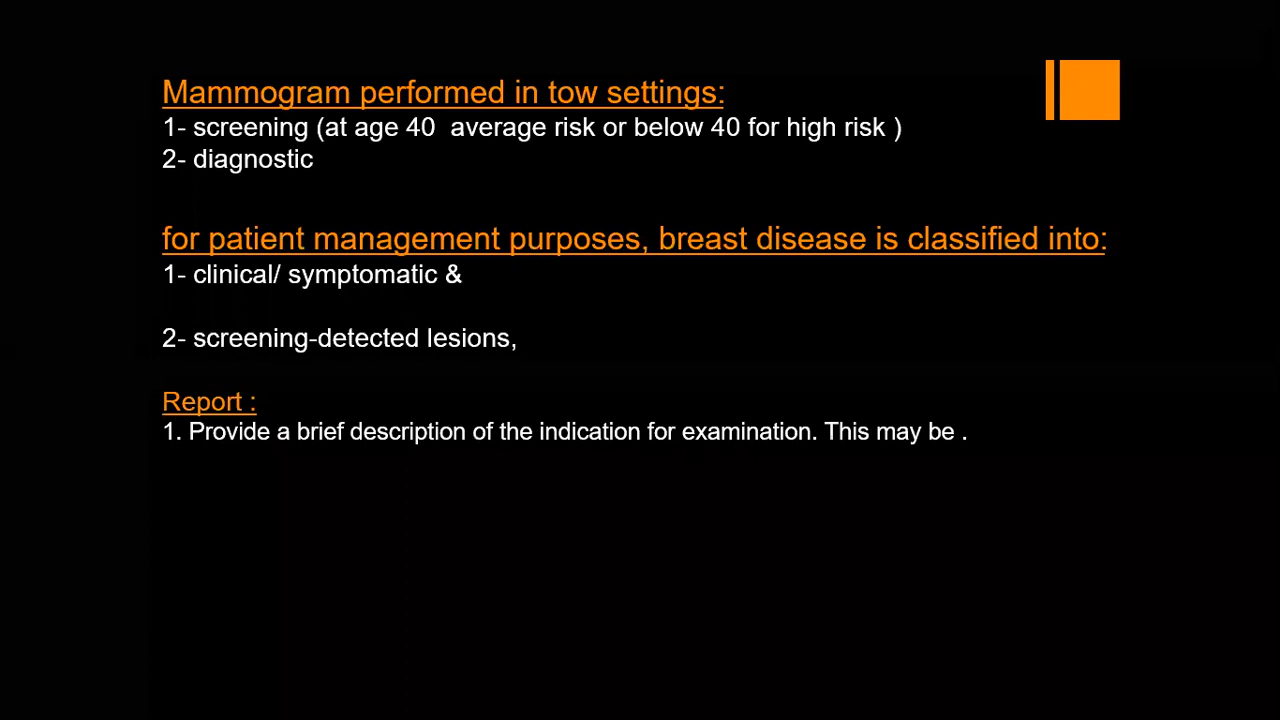 Mammogram performed in tow settings:
1- screening (at age 40  average risk or below 40 for high risk )
2- diagnostic
for patient management purposes, breast disease is classified into:
1- clinical/ symptomatic &
2- screening-detected lesions,
Report :
1. Provide a brief description of the indication for examination. This may be .